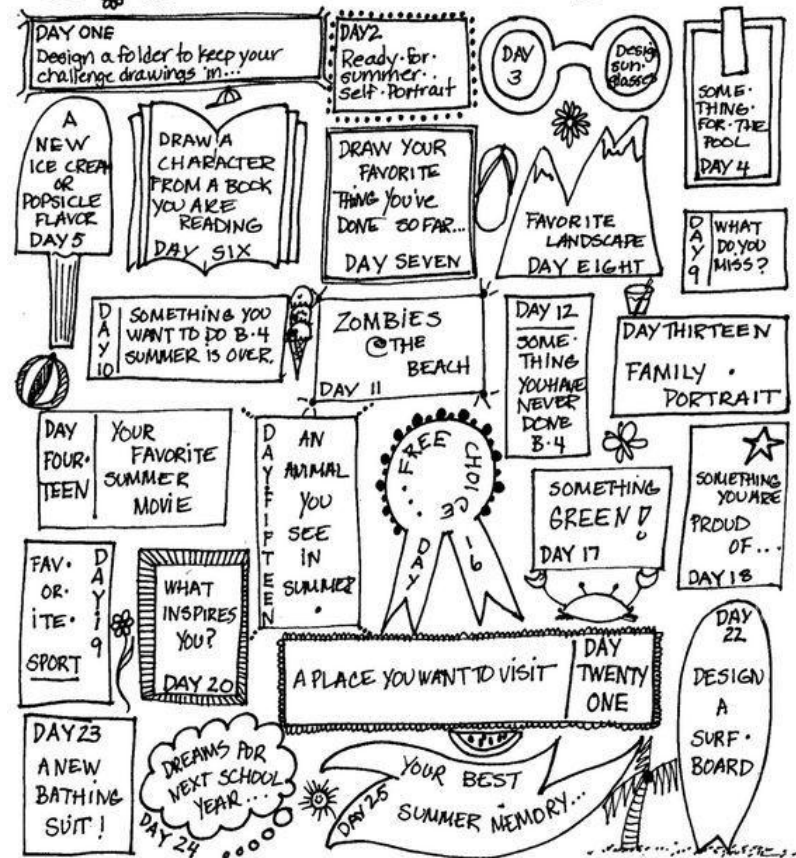 DAY ONE
Design a folder to keep your
challenge drawings in...
DAY 2
Ready·for·
summer··
self·Portrait
DAY
3
Design
sun·
glasses
SOME·
THING·
FOR·THE
POOL
DAY 4
A
NEW
ICE CREAM
OR
POPSICLE
FLAVOR
DAY 5
DRAW A
CHARACTER
FROM A BOOK
YOU ARE
READING
DAY SIX
DRAW YOUR
FAVORITE
THING You've
DONE SO FAR...
DAY SEVEN
FAVORITE
LANDSCAPE
DAY EIGHT
DAY 9
WHAT
DO YOU
MISS?
DAY 10
SOMETHING YOU
WANT TO DO B·4
SUMMER IS OVER.
ZOMBIES
@ THE
BEACH
DAY 11
DAY 12
SOME·
THING
YOU HAVE
NEVER
DONE
B·4
DAY THIRTEEN
FAMILY ·
PORTRAIT
DAY
FOUR·
TEEN
YOUR
FAVORITE
SUMMER
MOViE
DAY FIFTEEN
AN
ANIMAL
YOU
SEE
IN
SUMMER
.
FREE CHOICE...
DAY 16
SOMETHING
GREEN!
DAY 17
SOMETHING
YOU ARE
PROUD
OF...
DAY 18
FAV·
OR·
ITE·
SPORT
DAY 19
WHAT
INSPIRES
YOU?
DAY 20
A PLACE YOU WANT TO VISIT
DAY
TWENTY
ONE
DAY
22
DESIGN
A
SURF·
BOARD
DAY 23
A NEW
BATHING
SUIT!
DREAMS FOR
NEXT SCHOOL
YEAR...
DAY 24
YOUR BEST
SUMMER MEMORY...
DAY 25